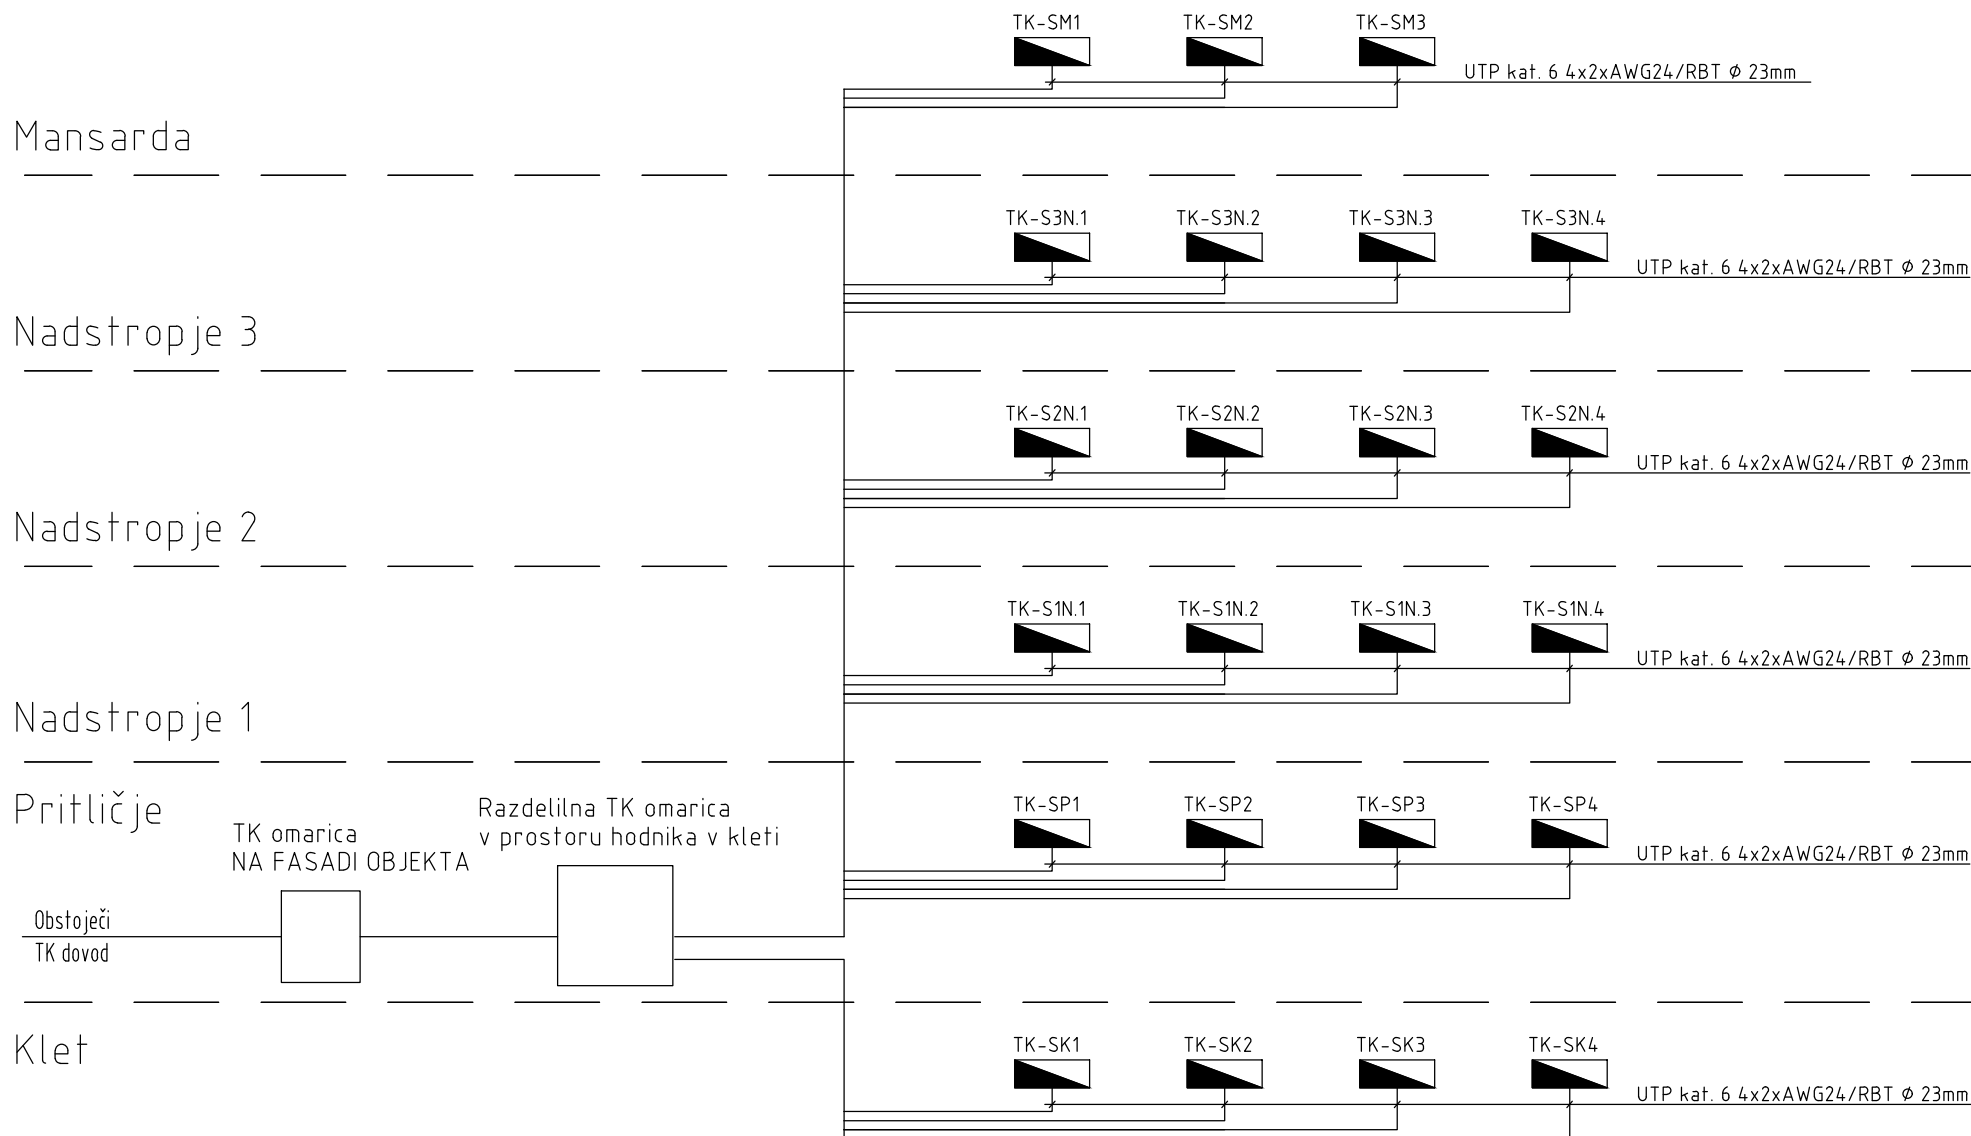 TK-SM1 TK-SM2 TK-SM3
UTP kat. 6 4x2xAWG24/RBT ϕ 23mm
Mansarda
TK-S3N.1 TK-S3N.2 TK-S3N.3 TK-S3N.4
UTP kat. 6 4x2xAWG24/RBT ϕ 23mm
Nadstropje 3
TK-S2N.1 TK-S2N.2 TK-S2N.3 TK-S2N.4
UTP kat. 6 4x2xAWG24/RBT ϕ 23mm
Nadstropje 2
TK-S1N.1 TK-S1N.2 TK-S1N.3 TK-S1N.4
UTP kat. 6 4x2xAWG24/RBT ϕ 23mm
Nadstropje 1
Pritličje
TK omarica
NA FASADI OBJEKTA
Razdelilna TK omarica
v prostoru hodnika v kleti
TK-SP1 TK-SP2 TK-SP3 TK-SP4
UTP kat. 6 4x2xAWG24/RBT ϕ 23mm
Obstoječi
TK dovod
Klet
TK-SK1 TK-SK2 TK-SK3 TK-SK4
UTP kat. 6 4x2xAWG24/RBT ϕ 23mm